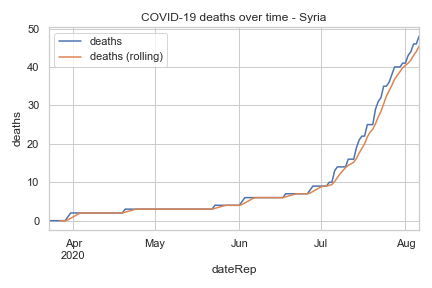 COVID-19 deaths over time - Syria
deaths
deaths (rolling)
50
40
30
20
10
0
deaths
Apr
2020
May
Jun
Jul
Aug
dateRep